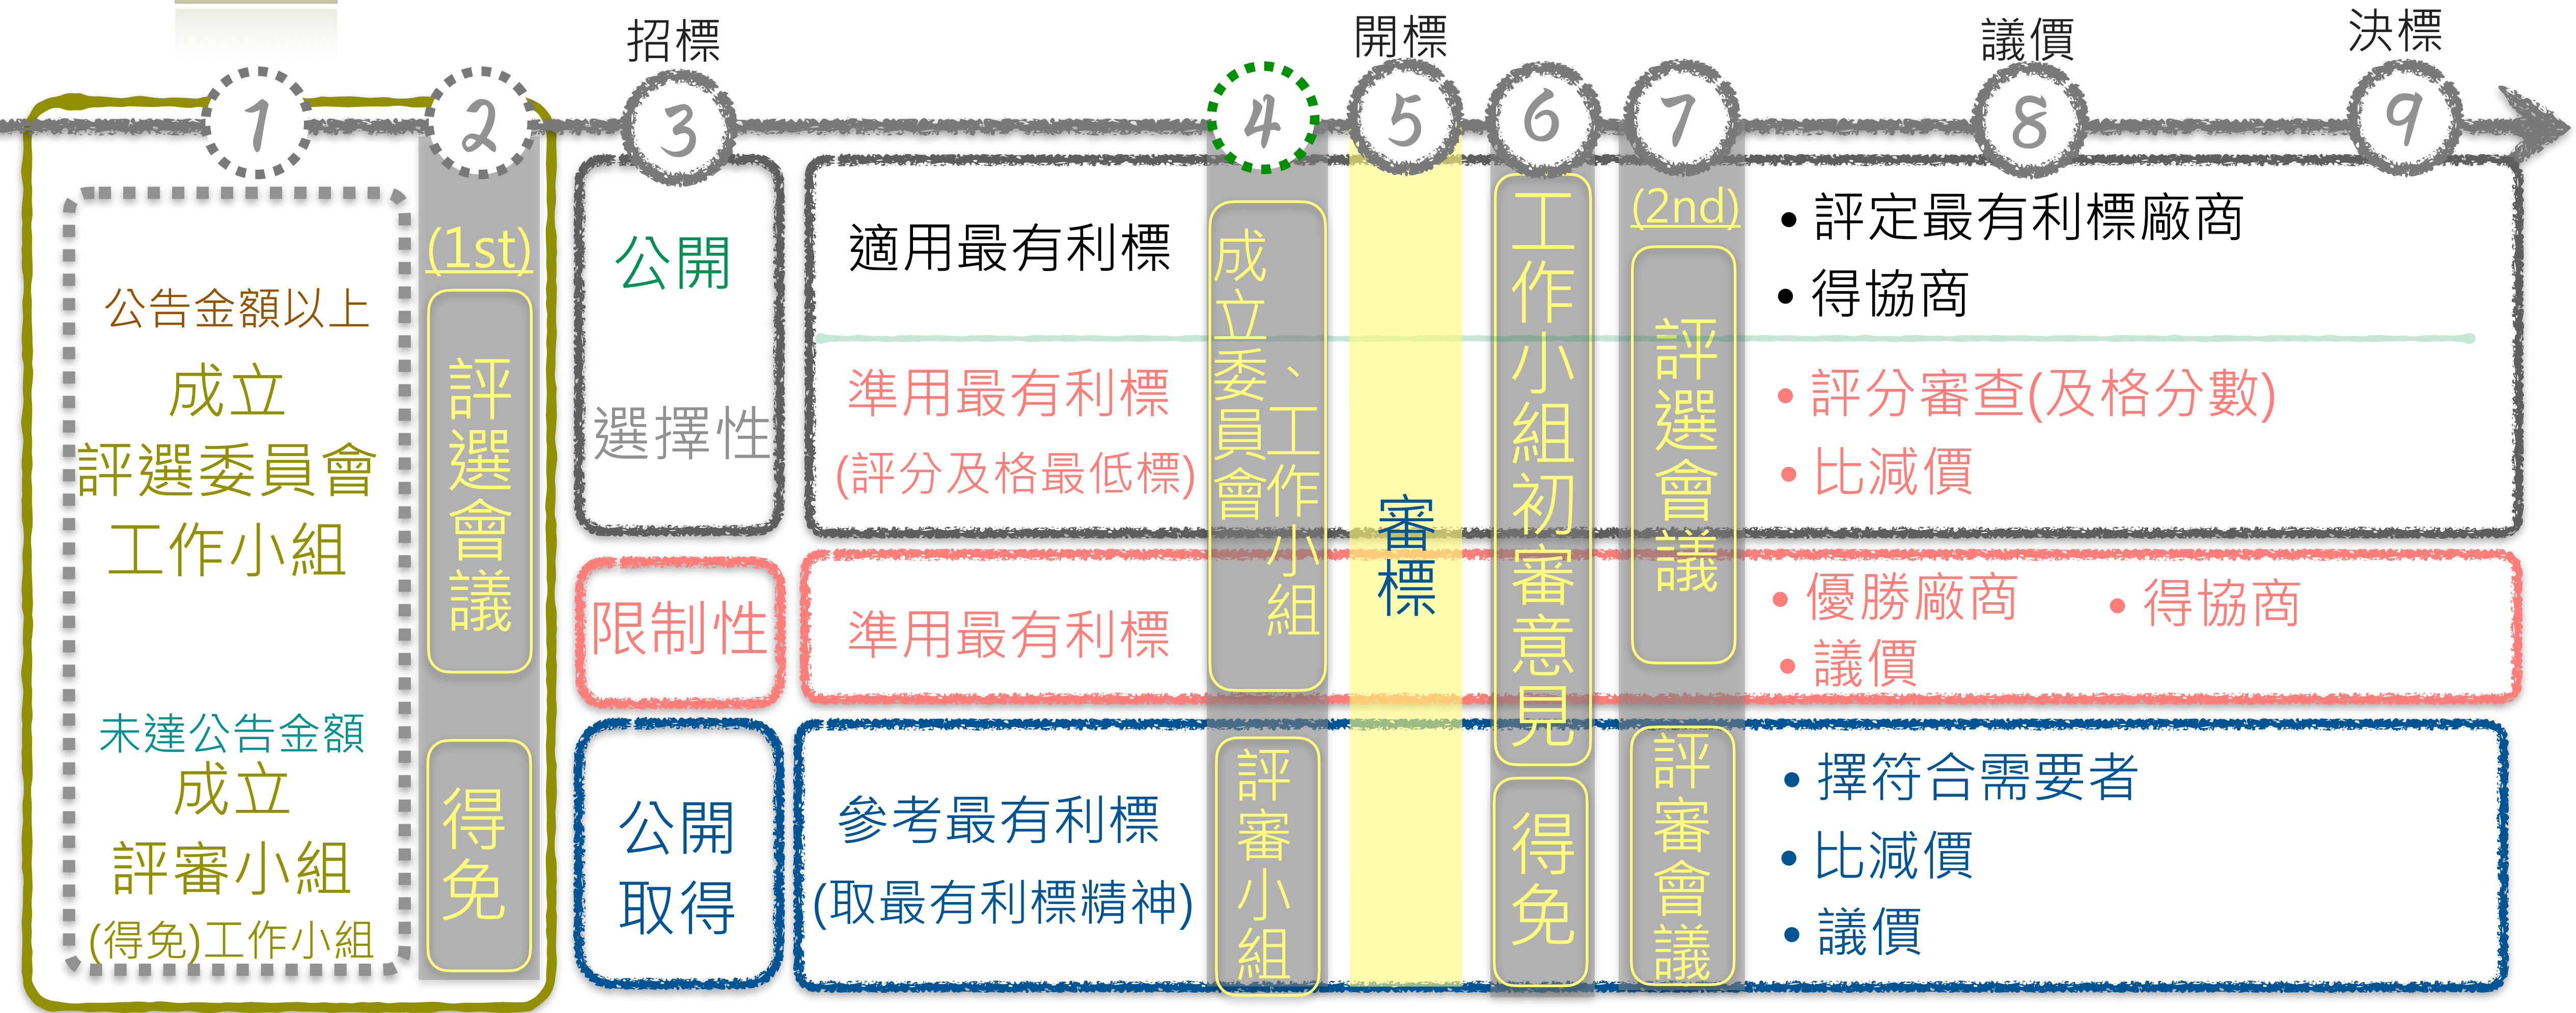 招標
開標
議價
決標
1
2
3
4
5
6
7
8
9
公告金額以上
成立
評選委員會
工作小組
未達公告金額
成立
評審小組
(得免)工作小組
(1st)
評選會議
得免
公開
選擇性
限制性
公開
取得
適用最有利標
準用最有利標
(評分及格最低標)
準用最有利標
參考最有利標
(取最有利標精神)
成立委員會
、工作小組
評審小組
審標
工作小組初審意見
得免
(2nd)
評選會議
評審會議
• 評定最有利標廠商
• 得協商
• 評分審查(及格分數)
• 比減價
• 優勝廠商
• 得協商
• 議價
• 擇符合需要者
• 比減價
• 議價